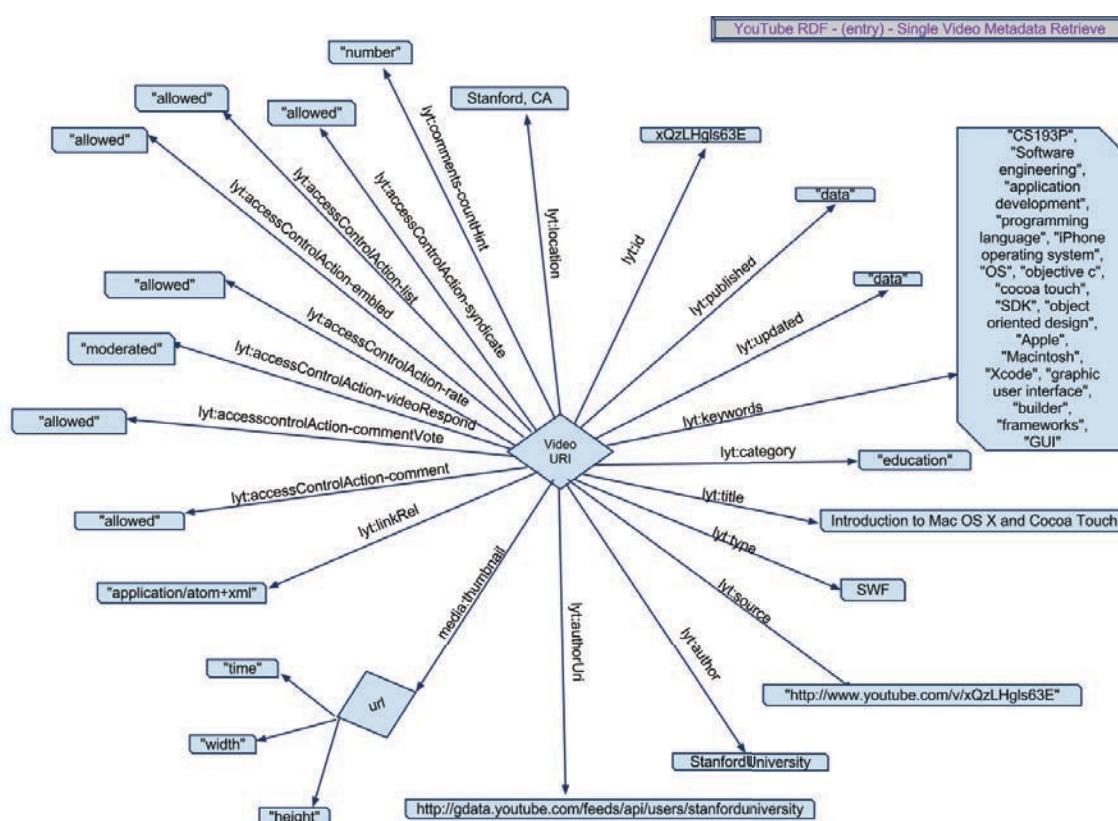 YouTube RDF - (entry) - Single Video Metadata Retrieve
"number"
Stanford, CA
"allowed"
"allowed"
"allowed"
xQzLHgls63E
"CS193P",
"Software
engineering",
"application
development",
"programming
language", "iPhone
operating system",
"OS", "objective c",
"cocoa touch",
"SDK", "object
oriented design",
"Apple",
"Macintosh",
"Xcode", "graphic
user interface",
"builder",
"frameworks",
"GUI"
"data"
"data"
lyt:comments-countHint
lyt:location
lyt:id
lyt:accessControlAction-syndicate
lyt:accessControlAction-list
lyt:accessControlAction-embled
lyt:published
lyt:updated
"allowed"
lyt:accessControlAction-rate
"moderated"
lyt:accessControlAction-videoRespond
lyt:keywords
"allowed"
lyt:accesscontrolAction-commentVote
Video
URI
lyt:category
"education"
lyt:accessControlAction-comment
"allowed"
lyt:title
Introduction to Mac OS X and Cocoa Touch
lyt:linkRel
lyt:type
"application/atom+xml"
SWF
media:thumbnail
lyt:source
lyt:authorUri
lyt:author
"time"
url
"http://www.youtube.com/v/xQzLHgls63E"
"width"
StanfordUniversity
"height"
http://gdata.youtube.com/feeds/api/users/stanforduniversity